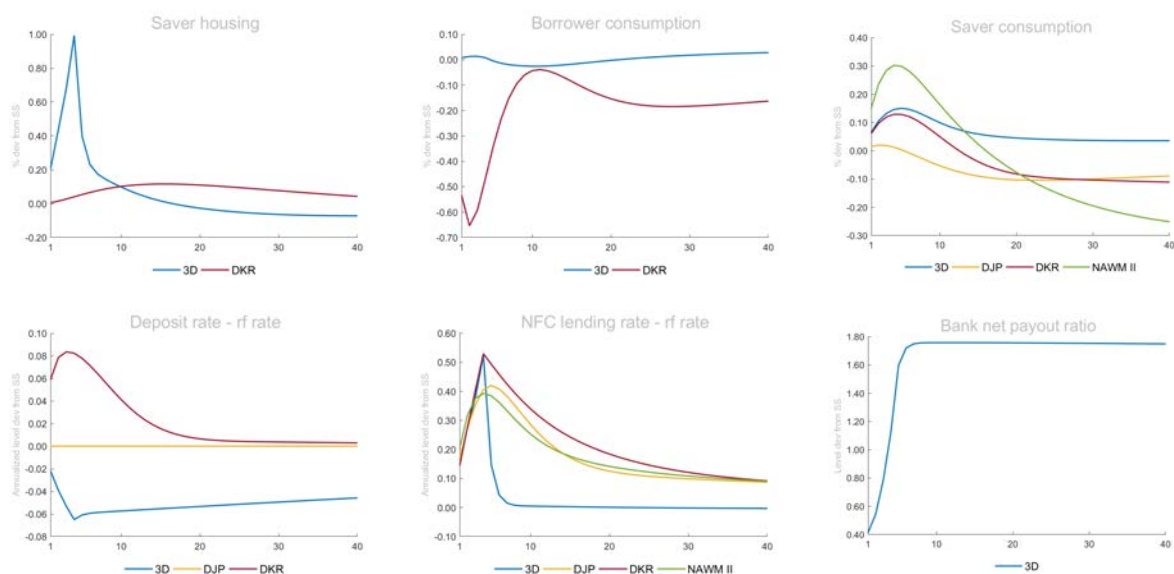 Saver housing
% dev from SS
1.00
0.80
0.60
0.40
0.20
0.00
-0.20
1 10 20 30 40
3D DKR
Borrower consumption
% dev from SS
0.10
0.00
-0.10
-0.20
-0.30
-0.40
-0.50
-0.60
-0.70
1 10 20 30 40
3D DKR
Saver consumption
% dev from SS
0.40
0.30
0.20
0.10
0.00
-0.10
-0.20
-0.30
1 10 20 30 40
3D DJP DKR NAWM II
Deposit rate - rf rate
Annualized level dev from SS
0.10
0.08
0.06
0.04
0.02
0.00
-0.02
-0.04
-0.06
-0.08
1 10 20 30 40
3D DJP DKR
NFC lending rate - rf rate
Annualized level dev from SS
0.60
0.50
0.40
0.30
0.20
0.10
0.00
-0.10
1 10 20 30 40
3D DJP DKR NAWM II
Bank net payout ratio
Level dev from SS
1.80
1.60
1.40
1.20
1.00
0.80
0.60
0.40
1 10 20 30 40
3D